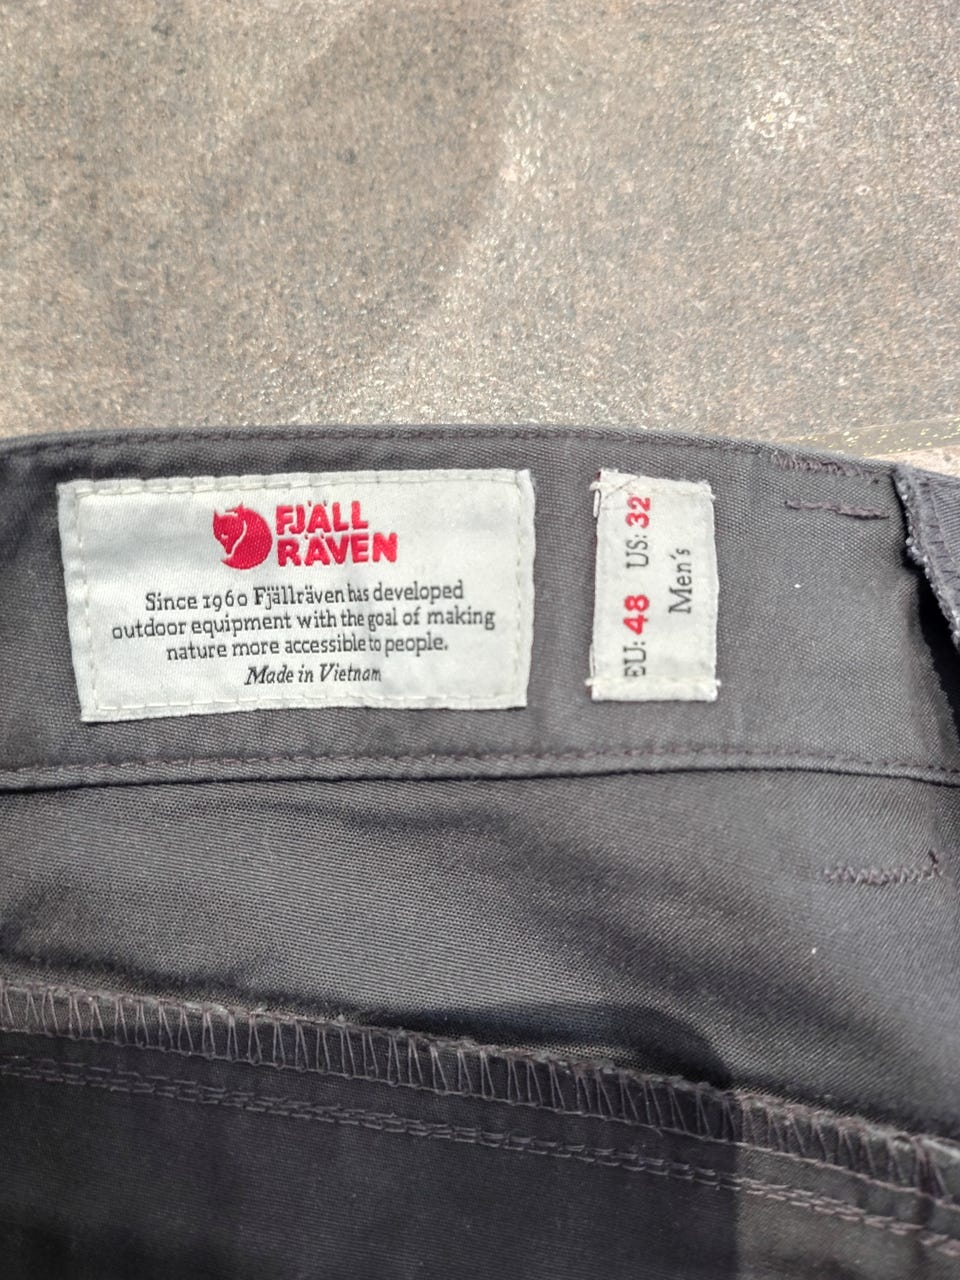 FJÄLL
RÄVEN
Since 1960 Fjällräven has developed
outdoor equipment with the goal of making
nature more accessible to people.
Made in Vietnam
EU: 48 US: 32"
Men's